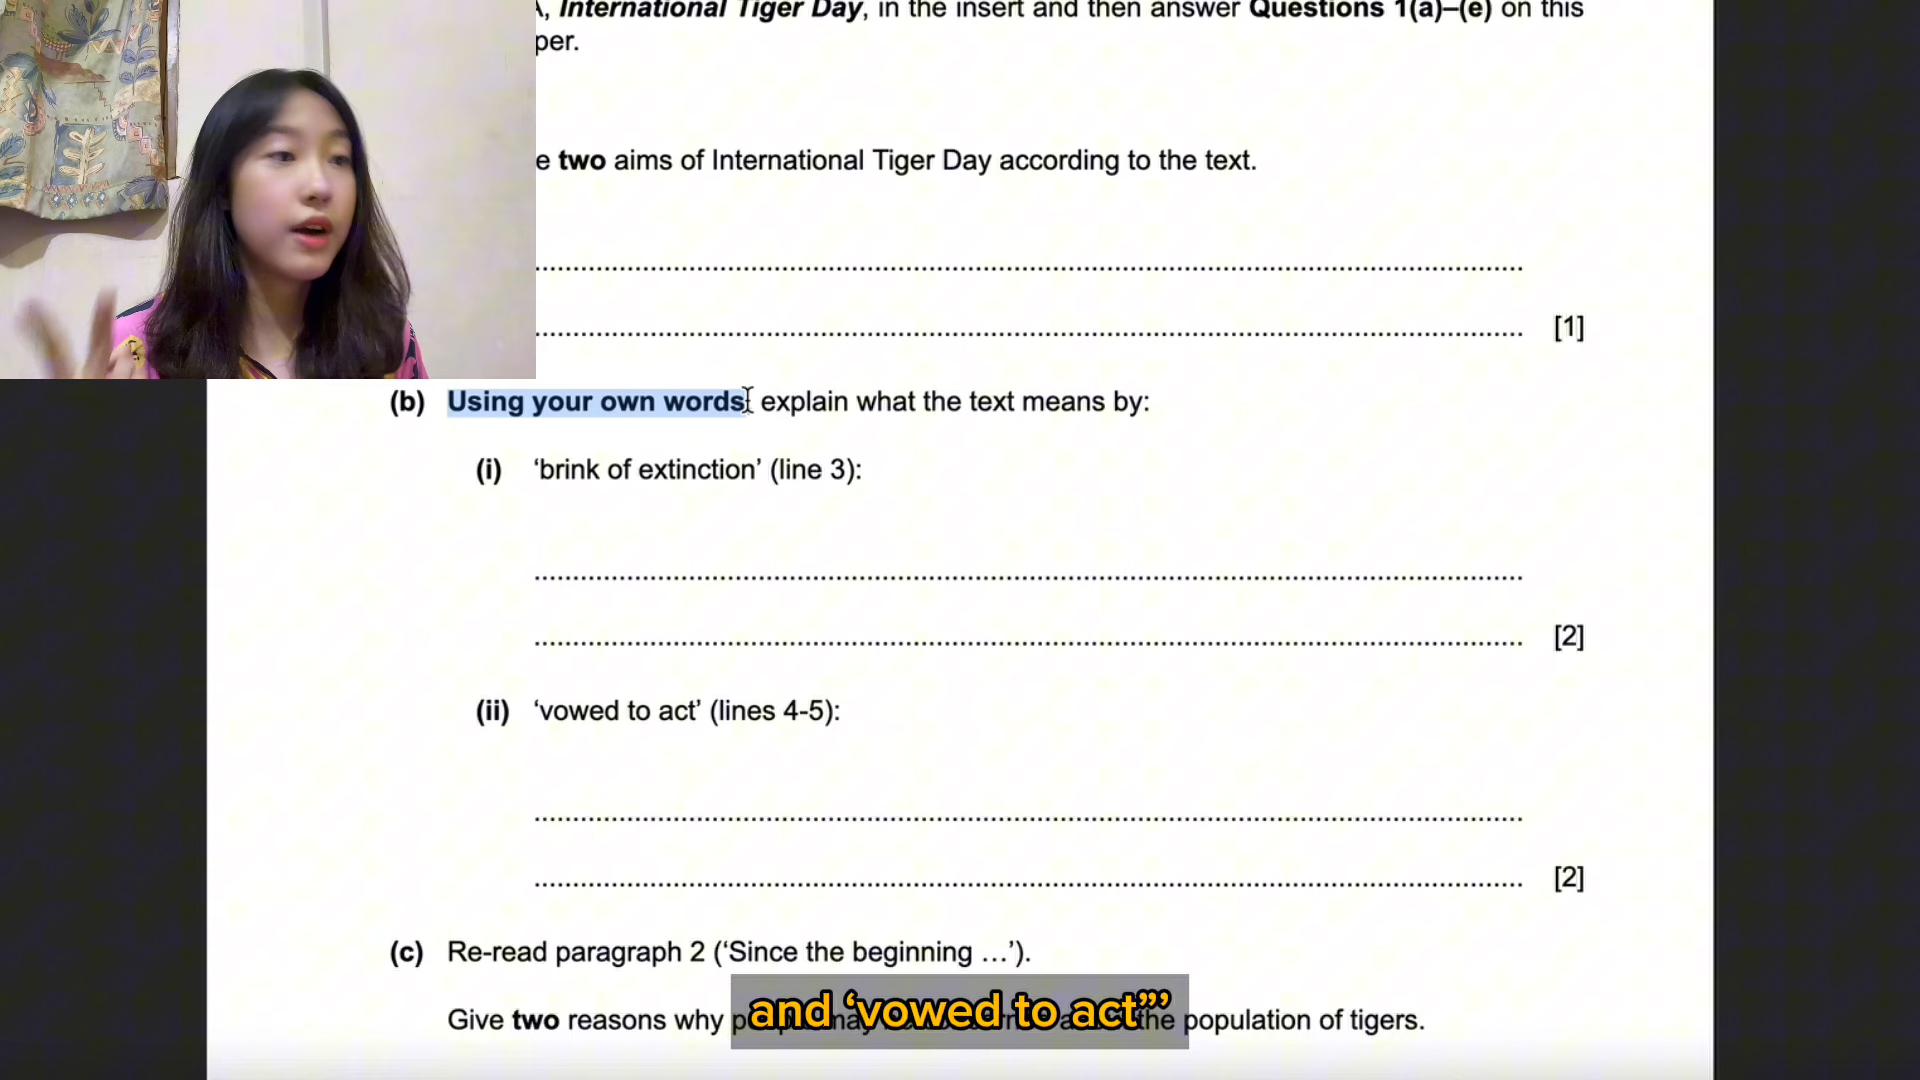 , International Tiger Day, in the insert and then answer Questions 1(a)–(e) on this
per.
e two aims of International Tiger Day according to the text.
[1]
(b) Using your own words, explain what the text means by:
(i) ‘brink of extinction’ (line 3):
[2]
(ii) ‘vowed to act’ (lines 4-5):
[2]
(c) Re-read paragraph 2 (‘Since the beginning …’).
Give two reasons why the population of tigers.
and ‘vowed to act”’